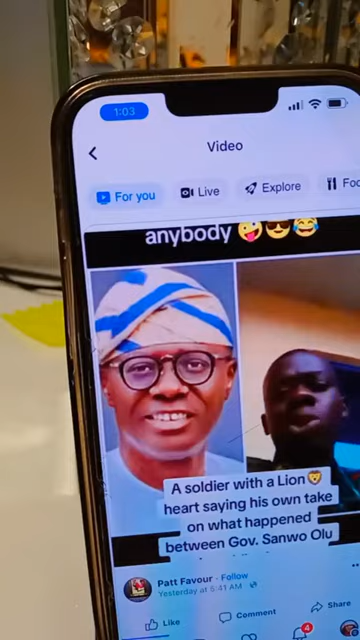 1:03
Video
For you
Live
Explore
anybody 🤪😎😂
A soldier with a Lion🦁
heart saying his own take
on what happened
between Gov. Sanwo Olu
Patt Favour · Follow
Yesterday at 5:41 AM
Like
Comment
Share
4